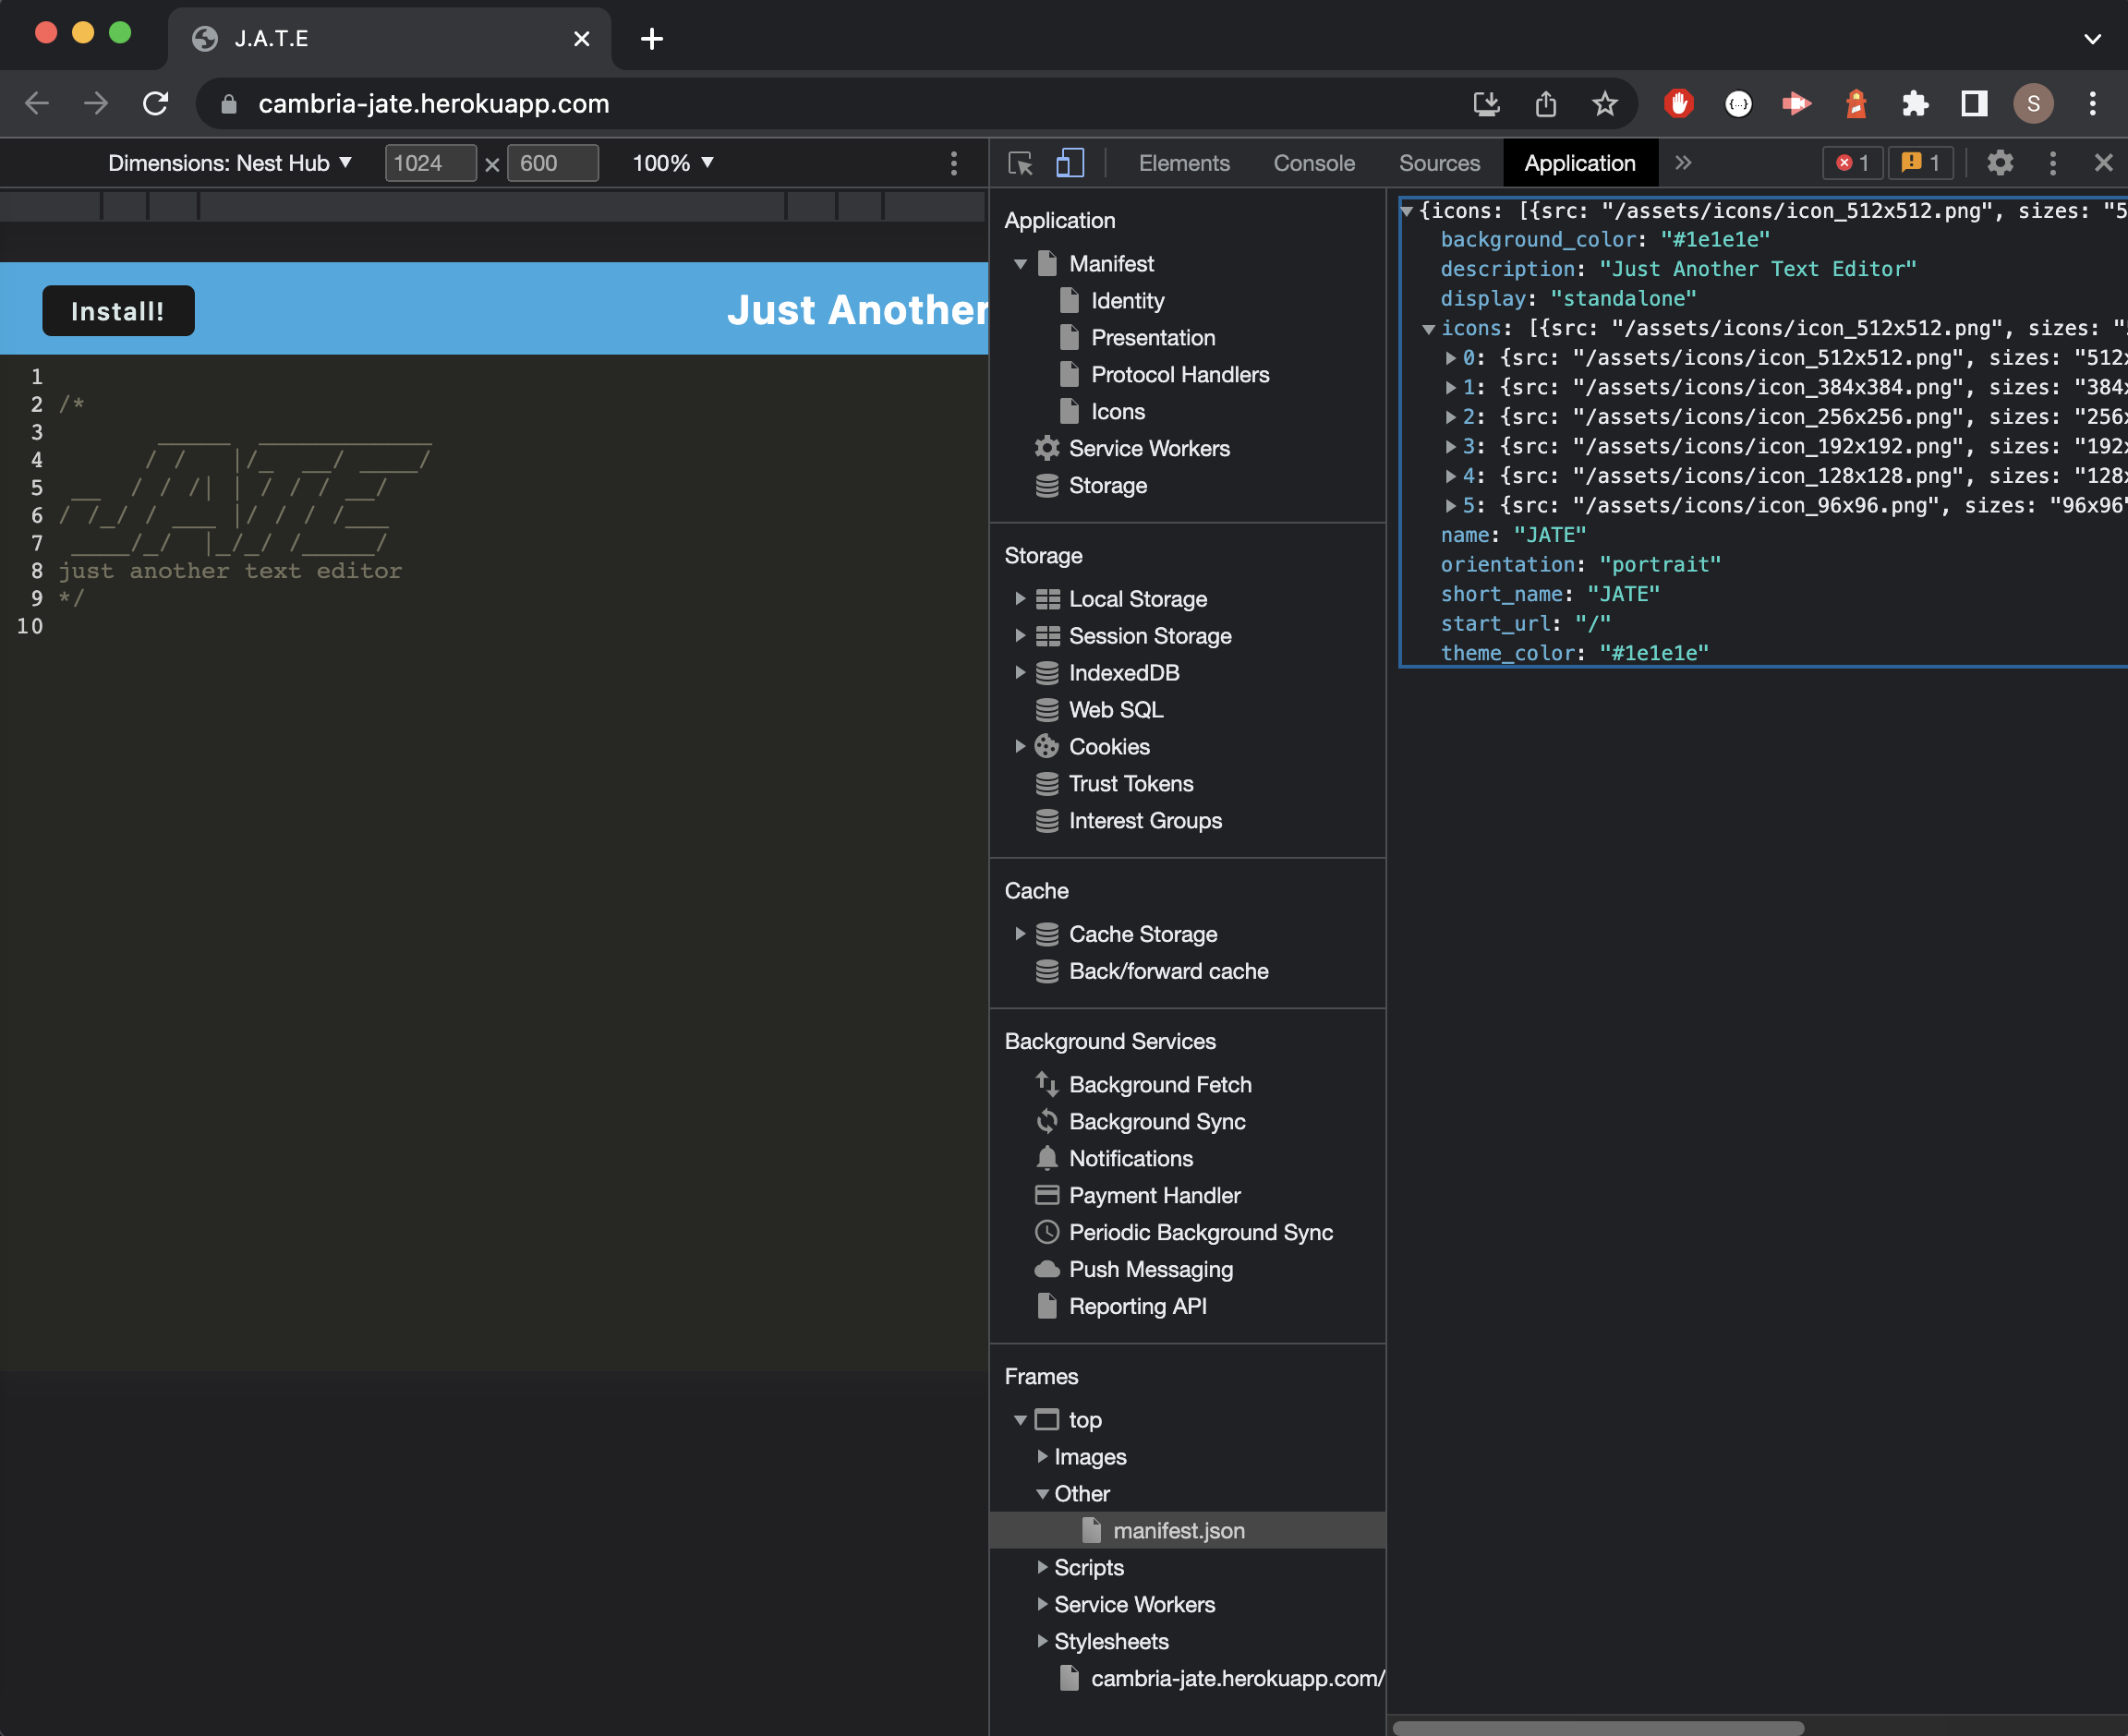 J.A.T.E
cambria-jate.herokuapp.com
S
Dimensions: Nest Hub ▼ 1024 × 600 100% ▼
Elements Console Sources Application » 1 1
Install!
Just Another
1
2 /*
3      _____  ____________
4      / /   |/_  __/ ____/
5 __  / / /| | / / / __/
6 / /_/ / ___ |/ / / /___
7 ____/_/  |_/_/ /_____/
8 just another text editor
9 */
10
Application
Manifest
Identity
Presentation
Protocol Handlers
Icons
Service Workers
Storage
Storage
Local Storage
Session Storage
IndexedDB
Web SQL
Cookies
Trust Tokens
Interest Groups
Cache
Cache Storage
Back/forward cache
Background Services
Background Fetch
Background Sync
Notifications
Payment Handler
Periodic Background Sync
Push Messaging
Reporting API
Frames
top
Images
Other
manifest.json
Scripts
Service Workers
Stylesheets
cambria-jate.herokuapp.com/
{icons: [{src: "/assets/icons/icon_512x512.png", sizes: "5
background_color: "#1e1e1e"
description: "Just Another Text Editor"
display: "standalone"
icons: [{src: "/assets/icons/icon_512x512.png", sizes: "
0: {src: "/assets/icons/icon_512x512.png", sizes: "512x
1: {src: "/assets/icons/icon_384x384.png", sizes: "384x
2: {src: "/assets/icons/icon_256x256.png", sizes: "256x
3: {src: "/assets/icons/icon_192x192.png", sizes: "192x
4: {src: "/assets/icons/icon_128x128.png", sizes: "128x
5: {src: "/assets/icons/icon_96x96.png", sizes: "96x96"
name: "JATE"
orientation: "portrait"
short_name: "JATE"
start_url: "/"
theme_color: "#1e1e1e"